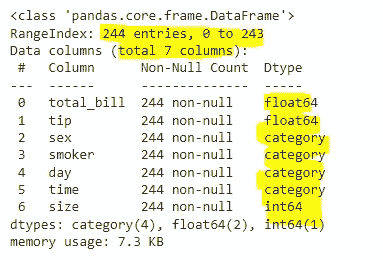 <class 'pandas.core.frame.DataFrame'>
RangeIndex: 244 entries, 0 to 243
Data columns (total 7 columns):
 #   Column      Non-Null Count  Dtype
---  ------      --------------  -----
 0   total_bill  244 non-null    float64
 1   tip         244 non-null    float64
 2   sex         244 non-null    category
 3   smoker      244 non-null    category
 4   day         244 non-null    category
 5   time        244 non-null    category
 6   size        244 non-null    int64
dtypes: category(4), float64(2), int64(1)
memory usage: 7.3 KB